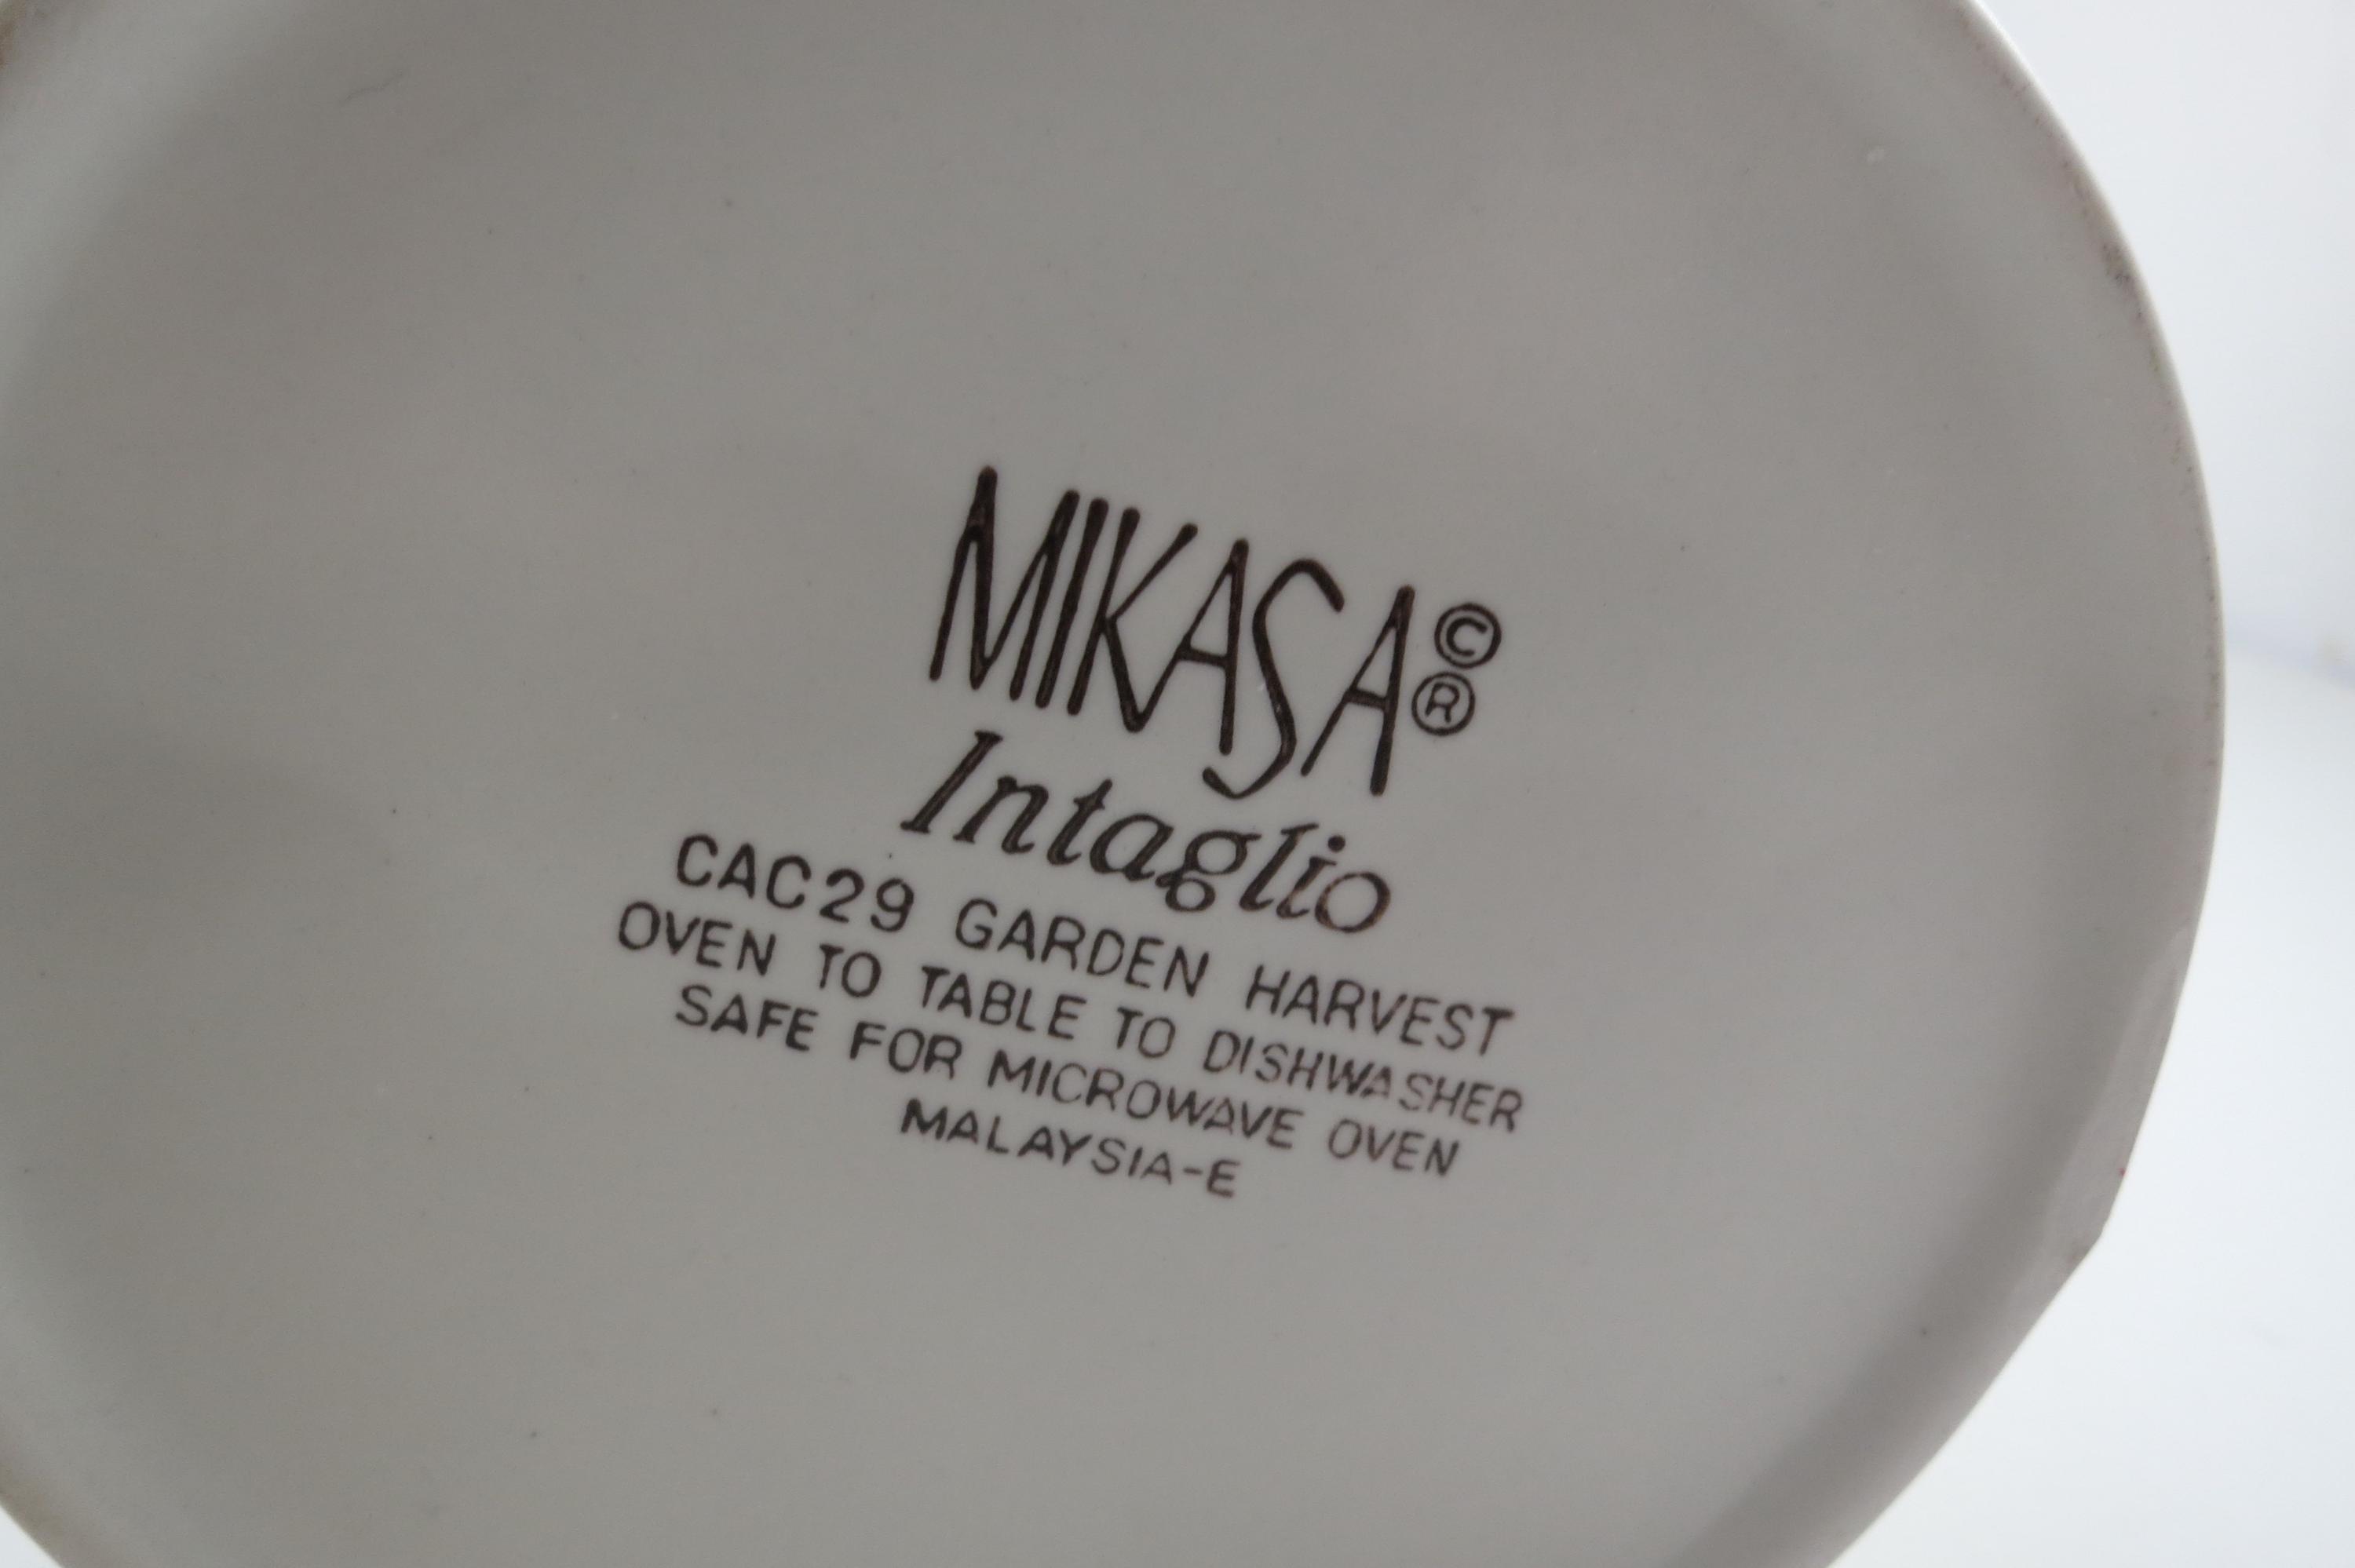 MIKASA © ®
Intaglio
CAC29 GARDEN HARVEST
OVEN TO TABLE TO DISHWASHER
SAFE FOR MICROWAVE OVEN
MALAYSIA-E